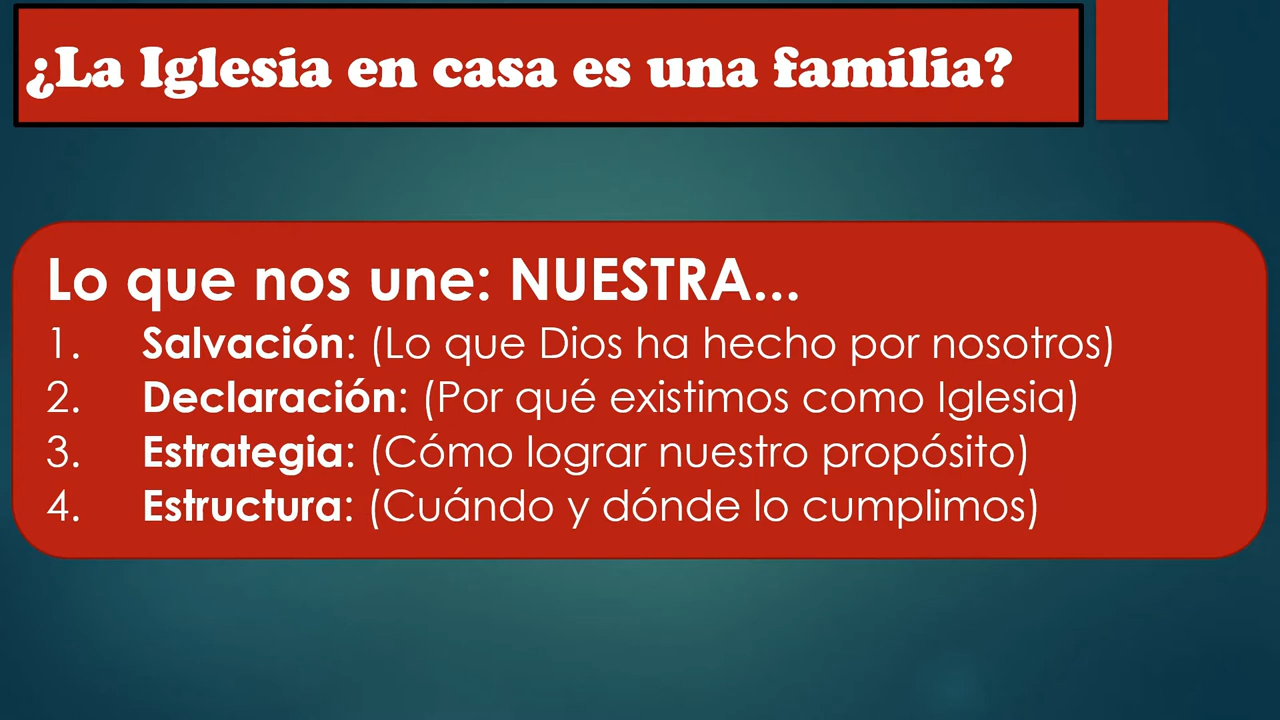 ¿La Iglesia en casa es una familia?
Lo que nos une: NUESTRA...
1. Salvación: (Lo que Dios ha hecho por nosotros)
2. Declaración: (Por qué existimos como Iglesia)
3. Estrategia: (Cómo lograr nuestro propósito)
4. Estructura: (Cuándo y dónde lo cumplimos)